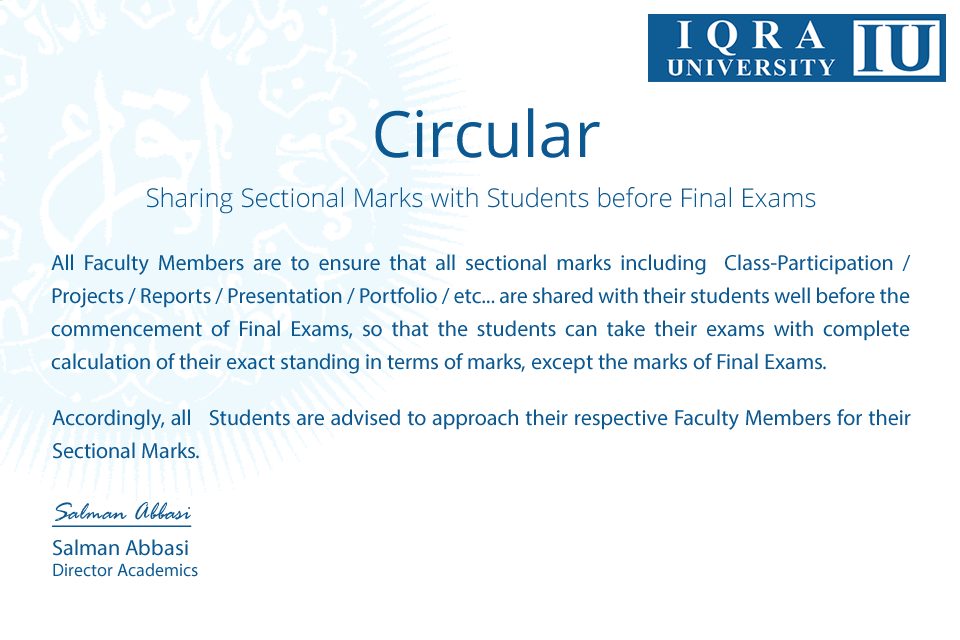 IQRA
UNIVERSITY
IU
Circular
Sharing Sectional Marks with Students before Final Exams
All Faculty Members are to ensure that all sectional marks including Class-Participation /
Projects / Reports / Presentation / Portfolio / etc... are shared with their students well before the
commencement of Final Exams, so that the students can take their exams with complete
calculation of their exact standing in terms of marks, except the marks of Final Exams.
Accordingly, all Students are advised to approach their respective Faculty Members for their
Sectional Marks.
Salman Abbasi
Salman Abbasi
Director Academics